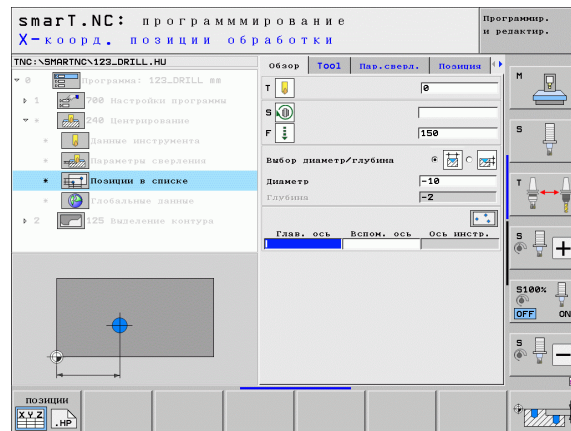 smarT.NC: программмирование
Программир. и редактир.
X-коорд. позиции обработки
TNC:\SMARTNC\123_DRILL.HU
0 Программа: 123_DRILL mm
1 700 Настройки программы
* 240 Центрирование
* Данные инструмента
* Параметры сверления
* Позиции в списке
* Глобальные данные
2 125 Выделение контура
Обзор Tool Пар.сверл. Позиция
T 0
S
F 150
Выбор диаметр/глубина
Диаметр -10
Глубина -2
Глав. ось Вспом. ось Ось инстр.
M
S
T
S
S100%
OFF ON
S
позиции
X,Y,Z .HP